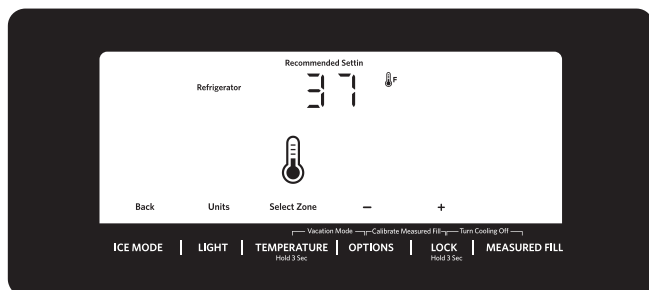 Recommended Settin
Refrigerator 37 F
Back Units Select Zone — +
Vacation Mode Calibrate Measured Fill Turn Cooling Off
ICE MODE | LIGHT | TEMPERATURE | OPTIONS | LOCK | MEASURED FILL
Hold 3 Sec Hold 3 Sec